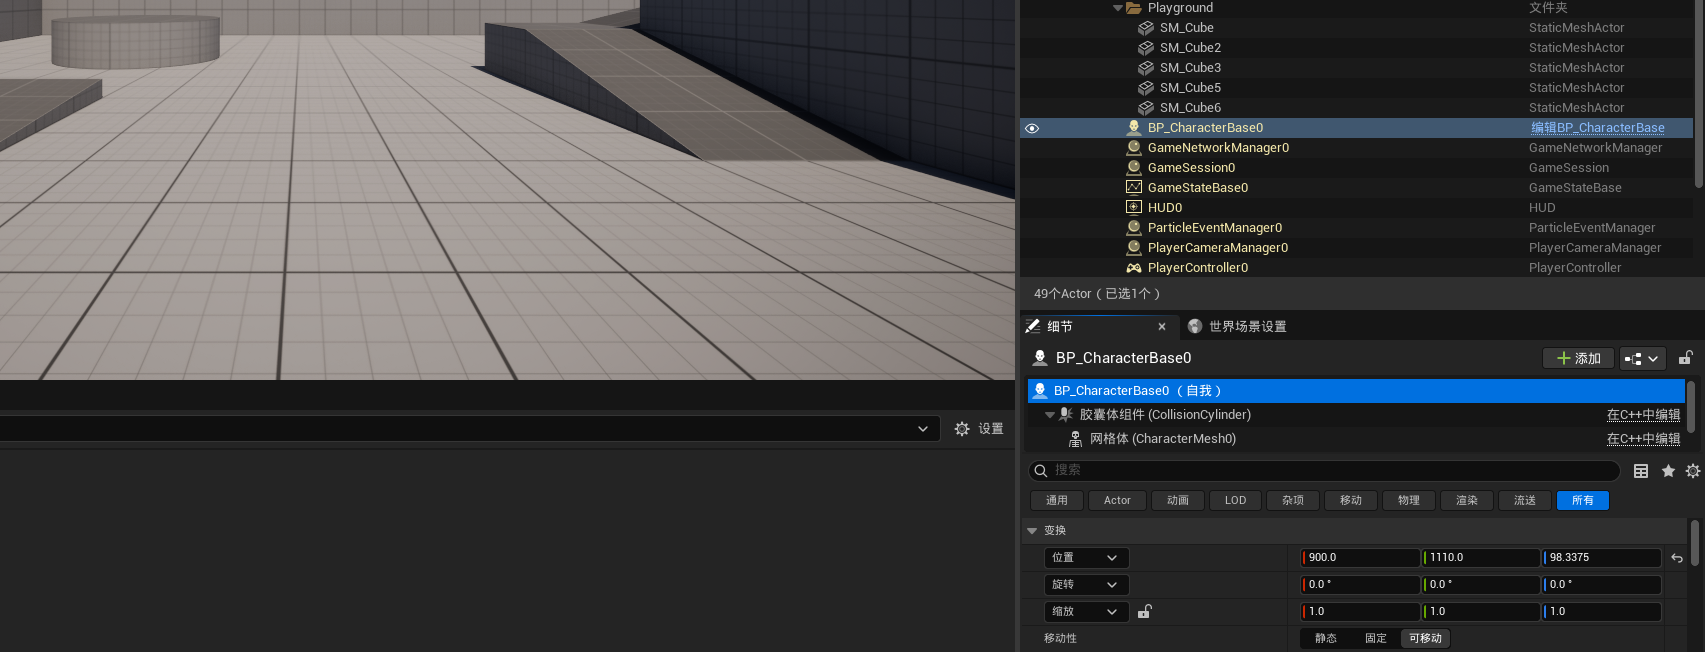 Playground 文件夹
SM_Cube StaticMeshActor
SM_Cube2 StaticMeshActor
SM_Cube3 StaticMeshActor
SM_Cube5 StaticMeshActor
SM_Cube6 StaticMeshActor
BP_CharacterBase0 编辑BP_CharacterBase
GameNetworkManager0 GameNetworkManager
GameSession0 GameSession
GameStateBase0 GameStateBase
HUD0 HUD
ParticleEventManager0 ParticleEventManager
PlayerCameraManager0 PlayerCameraManager
PlayerController0 PlayerController
49个Actor（已选1个）
细节 世界场景设置
BP_CharacterBase0 添加
BP_CharacterBase0 （自我）
胶囊体组件 (CollisionCylinder) 在C++中编辑
网格体 (CharacterMesh0) 在C++中编辑
设置
搜索
通用 Actor 动画 LOD 杂项 移动 物理 渲染 流送 所有
变换
位置 900.0 1110.0 98.3375
旋转 0.0 ° 0.0 ° 0.0 °
缩放 1.0 1.0 1.0
移动性 静态 固定 可移动